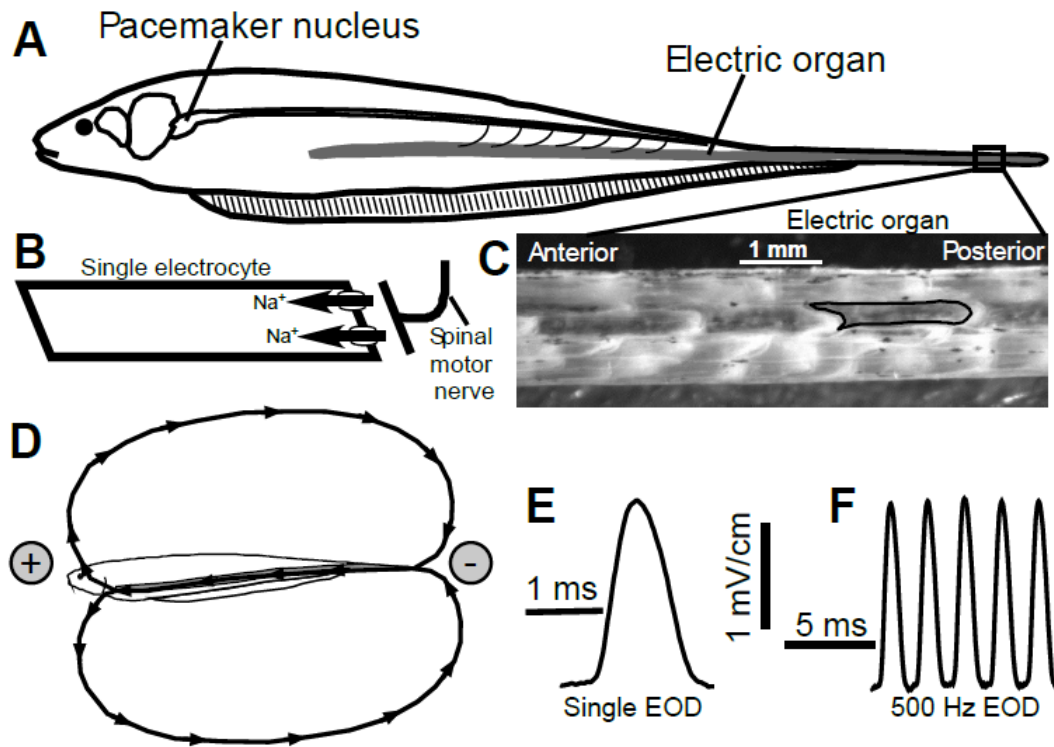 A
Pacemaker nucleus
Electric organ
B
Single electrocyte
Na+
Na+
Spinal
motor
nerve
Electric organ
C
Anterior
1 mm
Posterior
D
+
-
E
1 ms
Single EOD
1 mV/cm
F
5 ms
500 Hz EOD